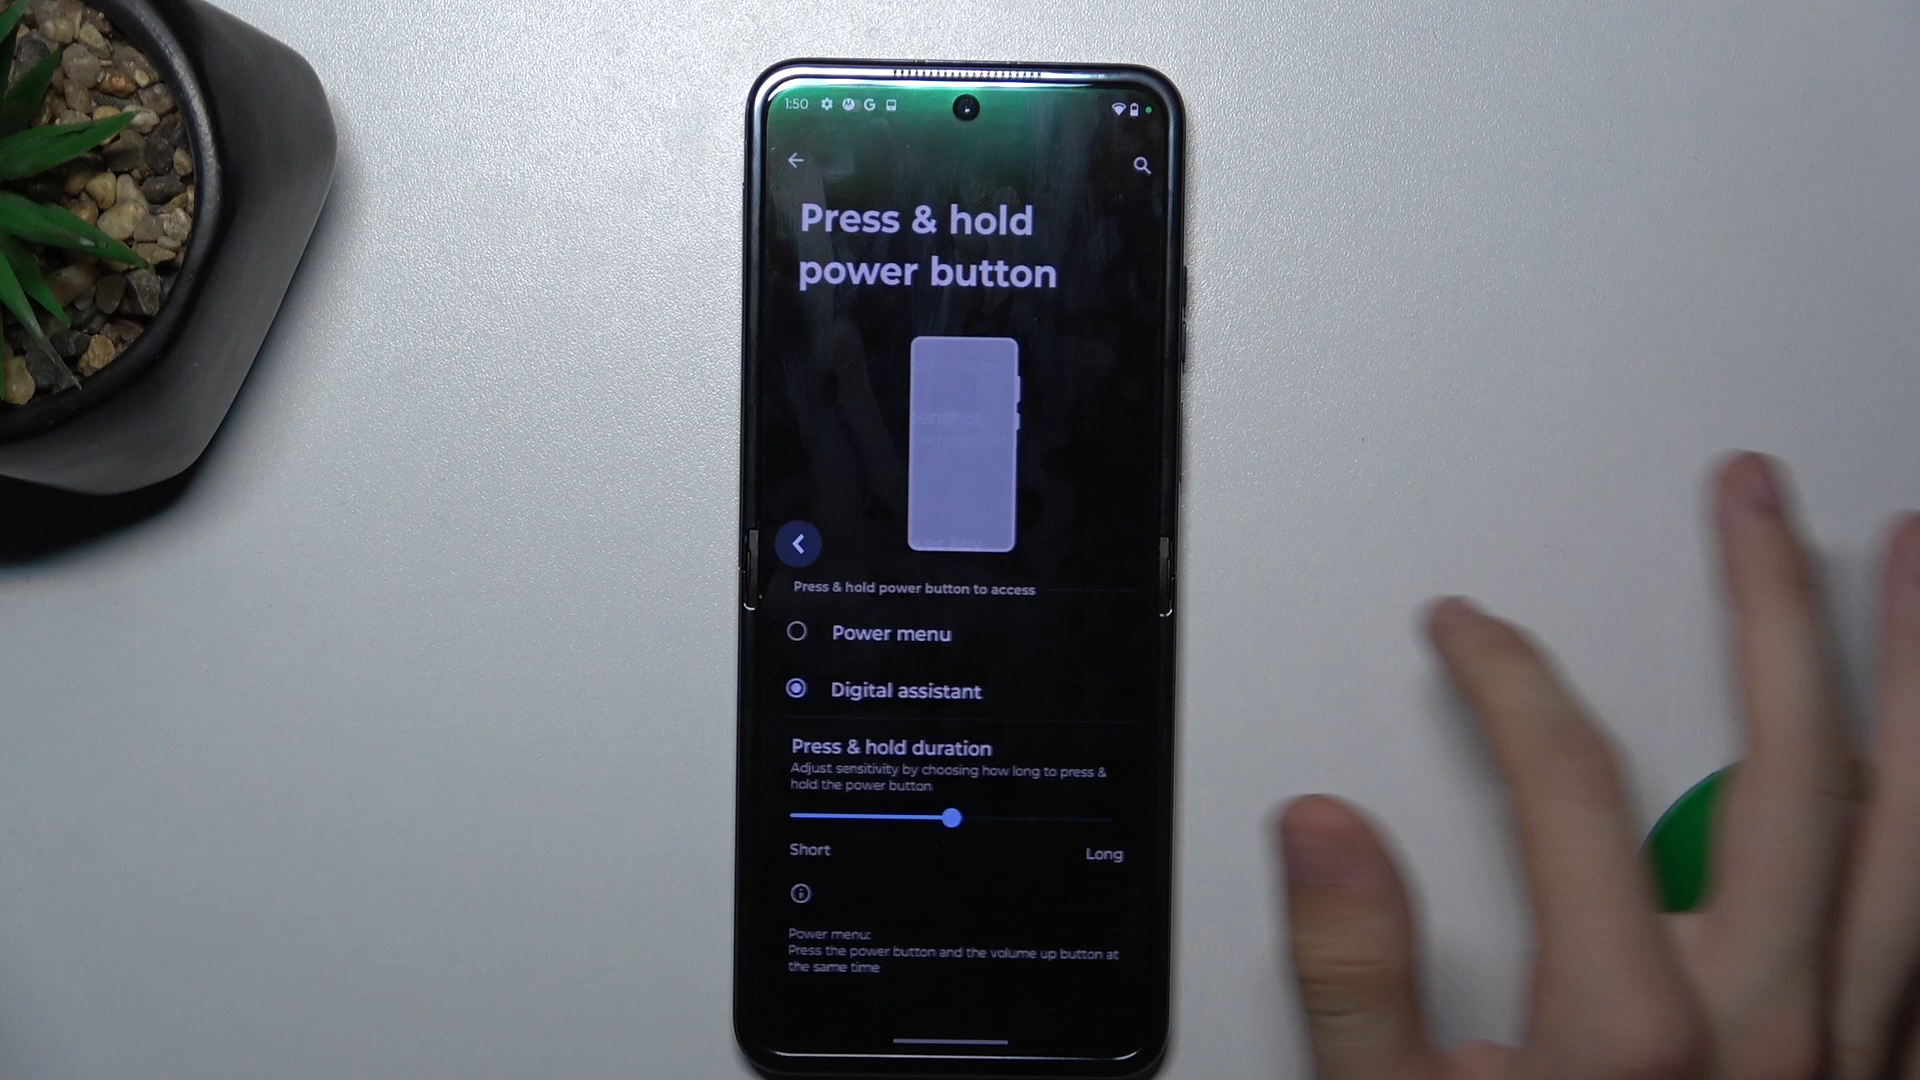 1:50
Press & hold
power button
Press & hold power button to access
Power menu
Digital assistant
Press & hold duration
Adjust sensitivity by choosing how long to press &
hold the power button
Short Long
Power menu:
Press the power button and the volume up button at
the same time